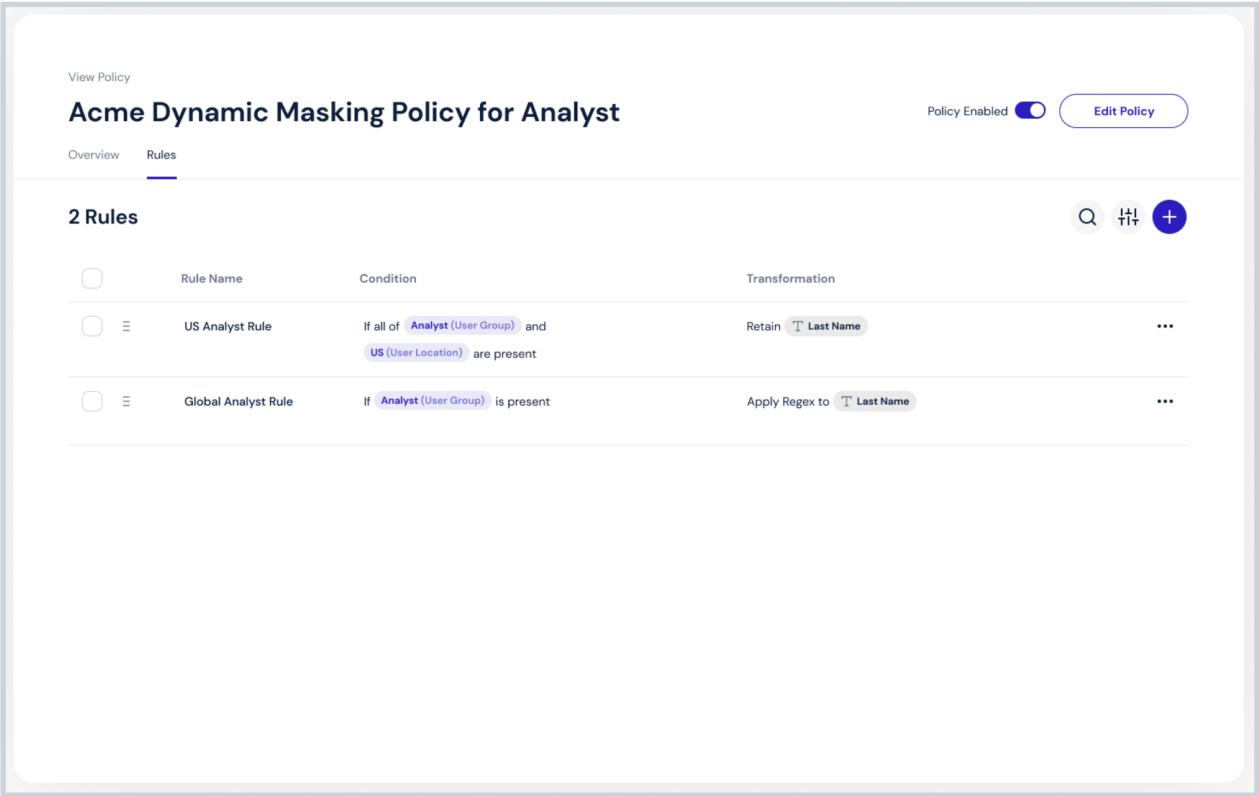 View Policy
Acme Dynamic Masking Policy for Analyst
Policy Enabled
Edit Policy
Overview
Rules
2 Rules
Rule Name
Condition
Transformation
US Analyst Rule
If all of Analyst (User Group) and
US (User Location) are present
Retain T Last Name
Global Analyst Rule
If Analyst (User Group) is present
Apply Regex to T Last Name